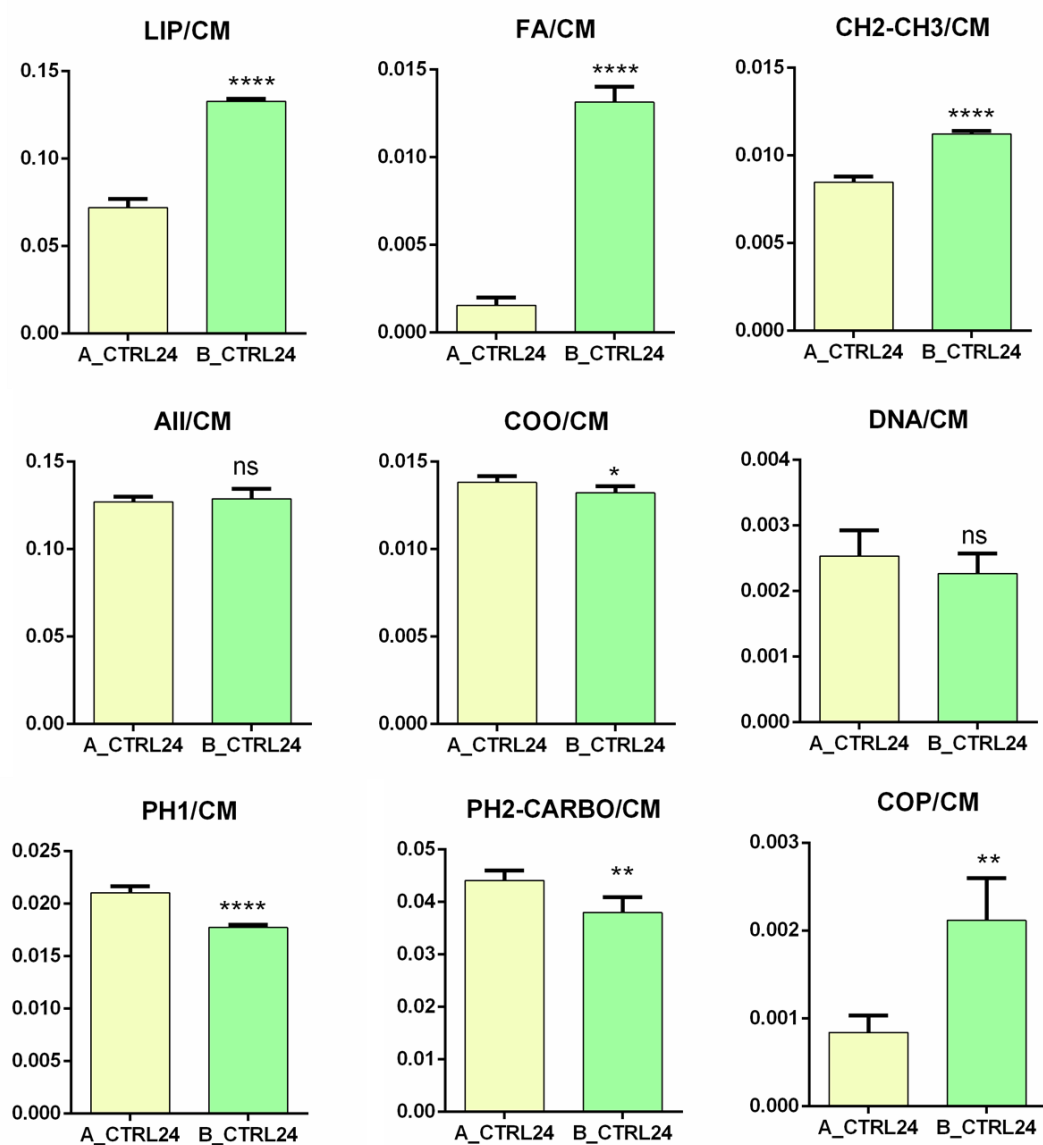 LIP/CM
0.15
0.10
0.05
0.00
****
A_CTRL24 B_CTRL24
FA/CM
0.015
0.010
0.005
0.000
****
A_CTRL24 B_CTRL24
CH2-CH3/CM
0.015
0.010
0.005
0.000
****
A_CTRL24 B_CTRL24
AII/CM
0.15
0.10
0.05
0.00
ns
A_CTRL24 B_CTRL24
COO/CM
0.015
0.010
0.005
0.000
*
A_CTRL24 B_CTRL24
DNA/CM
0.004
0.003
0.002
0.001
0.000
ns
A_CTRL24 B_CTRL24
PH1/CM
0.025
0.020
0.015
0.010
0.005
0.000
****
A_CTRL24 B_CTRL24
PH2-CARBO/CM
0.05
0.04
0.03
0.02
0.01
0.00
**
A_CTRL24 B_CTRL24
COP/CM
0.003
0.002
0.001
0.000
**
A_CTRL24 B_CTRL24